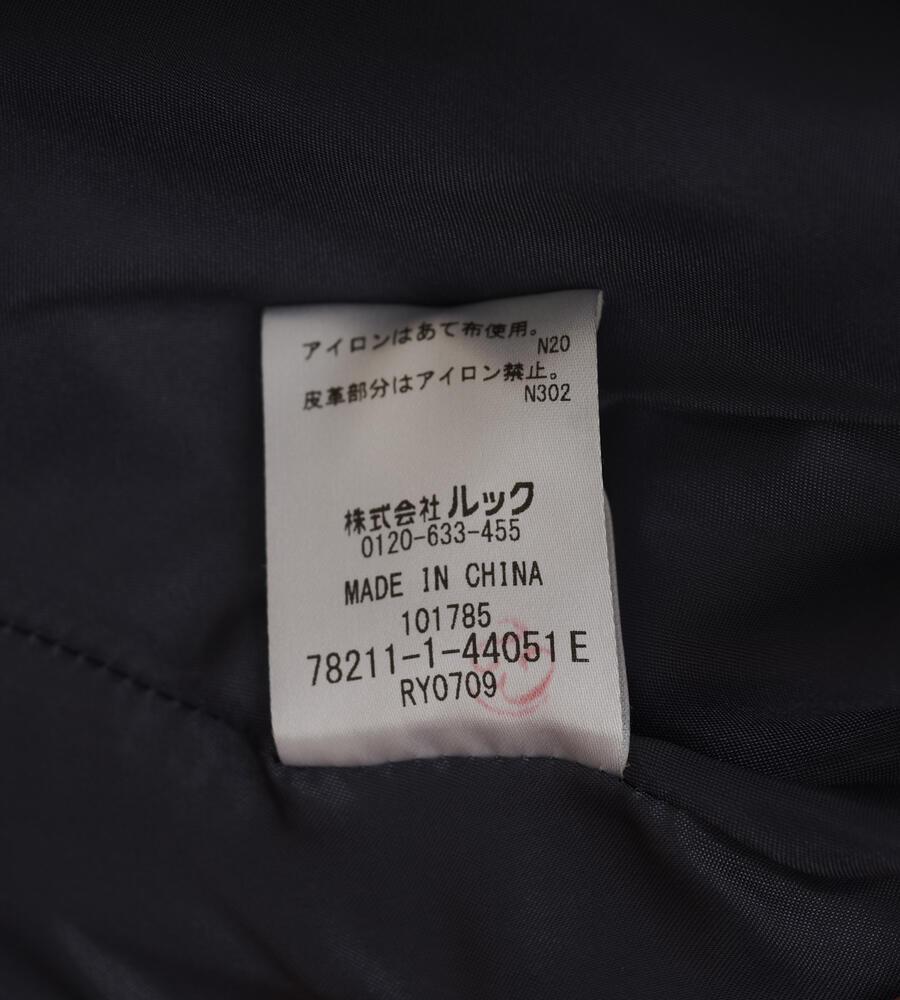 アイロンはあて布使用。
N20
皮革部分はアイロン禁止。
N302
株式会社ルック
0120-633-455
MADE IN CHINA
101785
78211-1-44051 E
RY0709